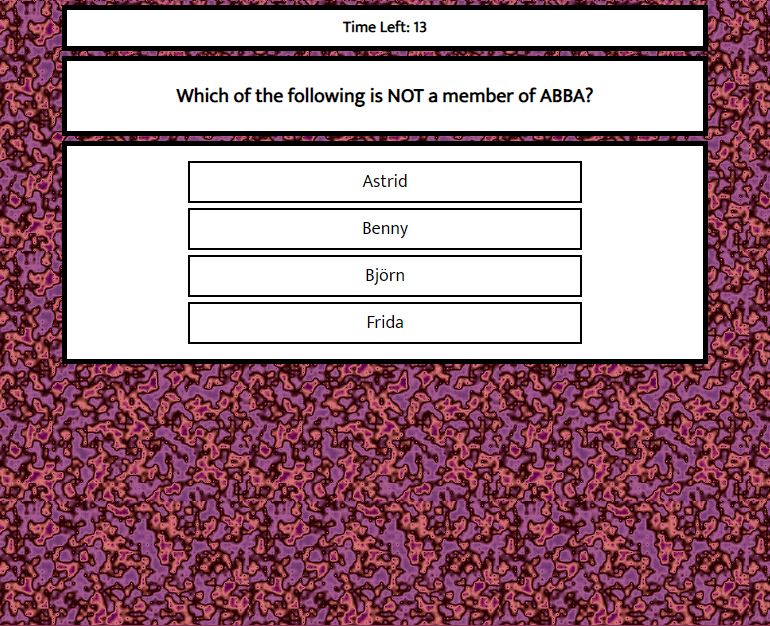 Time Left: 13
Which of the following is NOT a member of ABBA?
Astrid
Benny
Björn
Frida